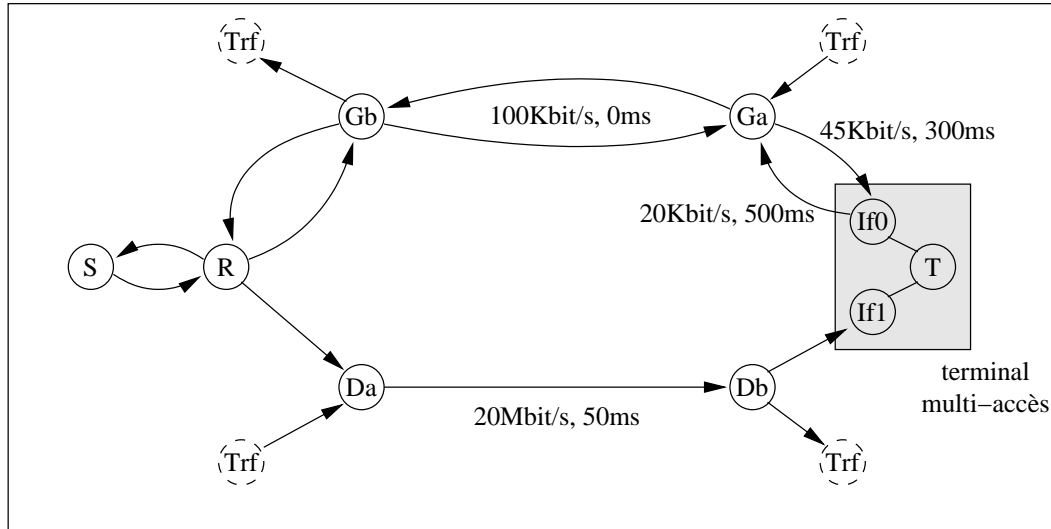 Trf
Trf
Gb
100Kbit/s, 0ms
Ga
45Kbit/s, 300ms
20Kbit/s, 500ms
If0
S
R
T
If1
Da
20Mbit/s, 50ms
Db
terminal
multi−accès
Trf
Trf